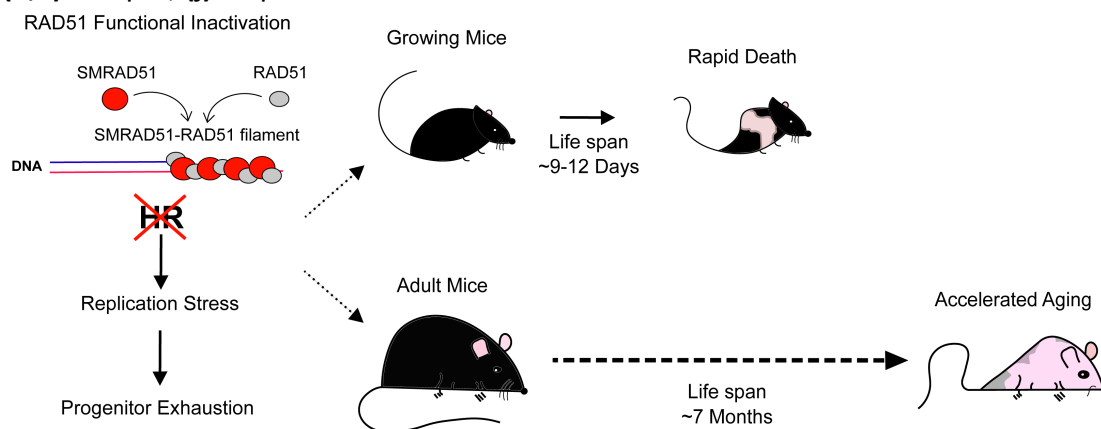 RAD51 Functional Inactivation
SMRAD51
RAD51
SMRAD51-RAD51 filament
DNA
HR
Replication Stress
Progenitor Exhaustion
Growing Mice
Life span
~9-12 Days
Rapid Death
Adult Mice
Life span
~7 Months
Accelerated Aging